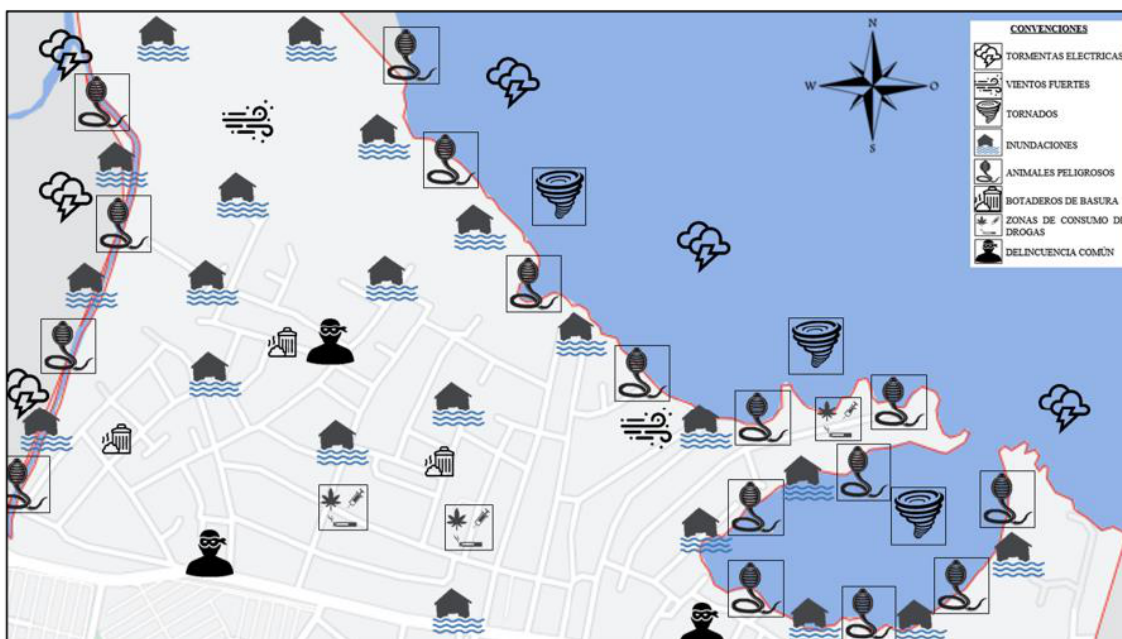 N
W
O
S
CONVENCIONES
TORMENTAS ELECTRICAS
VIENTOS FUERTES
TORNADOS
INUNDACIONES
ANIMALES PELIGROSOS
BOTADEROS DE BASURA
ZONAS DE CONSUMO DE
DROGAS
DELINCUENCIA COMÚN